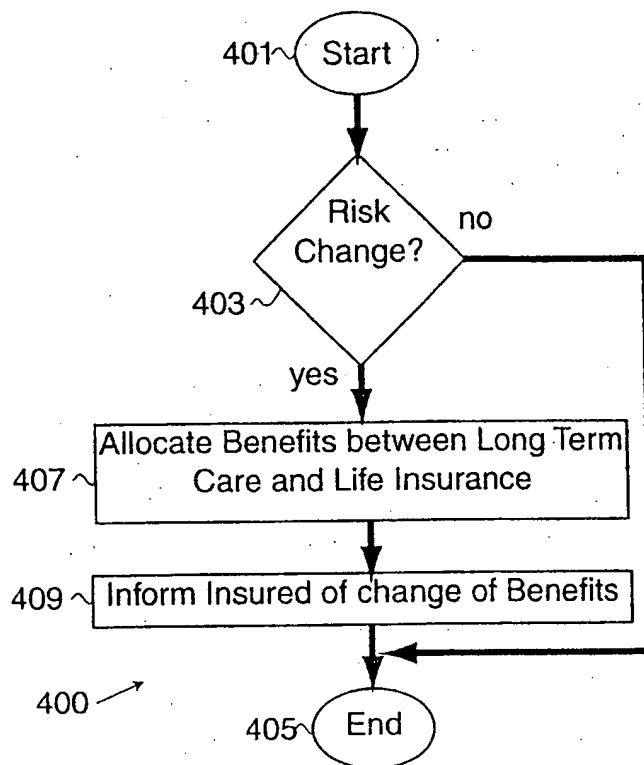 401
Start
Risk
Change?
no
403
yes
Allocate Benefits between Long Term
Care and Life Insurance
407
Inform Insured of change of Benefits
409
400
405
End